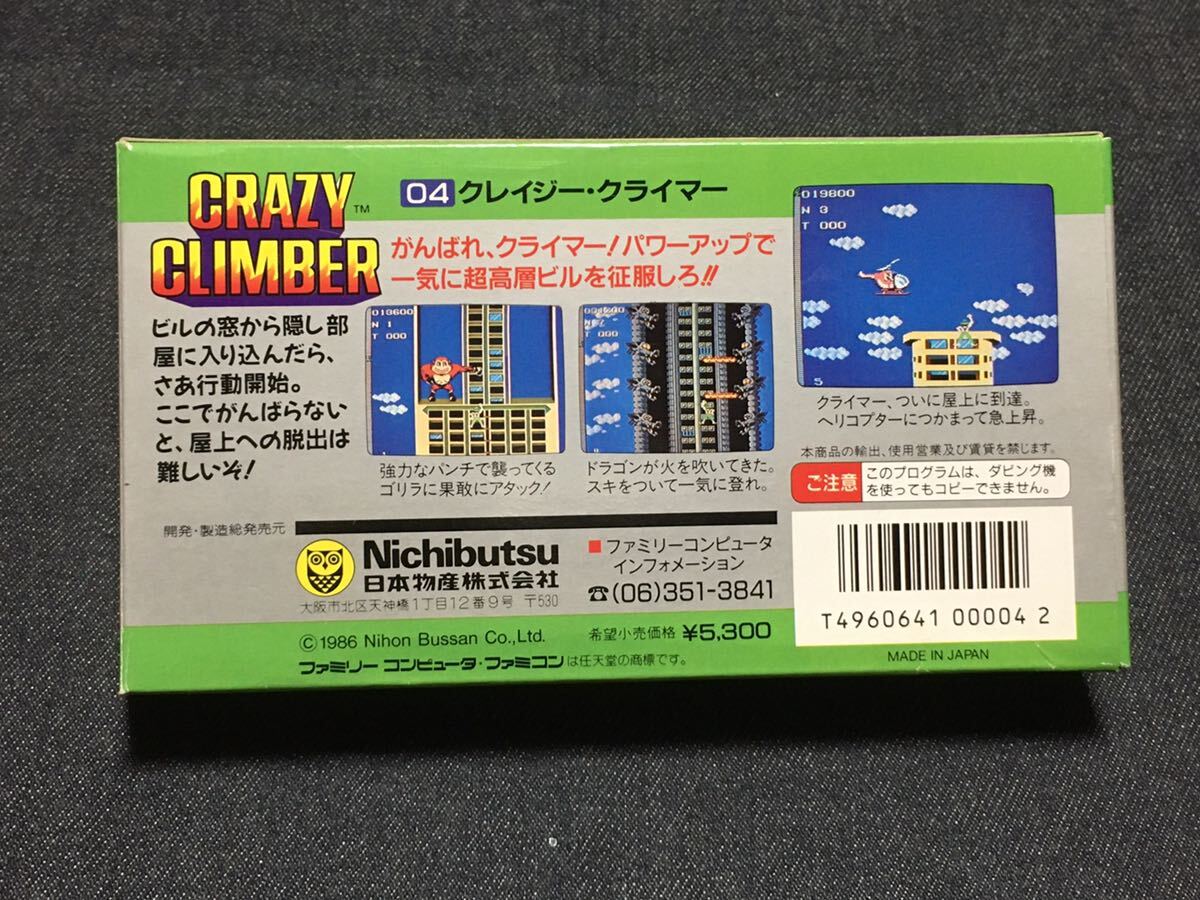 CRAZY
CLIMBER™
04 クレイジー・クライマー
がんばれ、クライマー!パワーアップで
一気に超高層ビルを征服しろ!!
ビルの窓から隠し部
屋に入り込んだら、
さあ行動開始。
ここでがんばらない
と、屋上への脱出は
難しいぞ!
013600
N 1
T 000
強力なパンチで襲ってくる
ゴリラに果敢にアタック!
ドラゴンが火を吹いてきた。
スキをついて一気に登れ。
019800
N 3
T 000
5
クライマー、ついに屋上に到達。
ヘリコプターにつかまって急上昇。
本商品の輸出、使用営業及び賃貸を禁じます。
ご注意
このプログラムは、ダビング機
を使ってもコピーできません。
開発・製造総発売元
Nichibutsu
日本物産株式会社
大阪市北区天神橋1丁目12番9号 〒530
■ファミリーコンピュータ
インフォメーション
☎(06)351-3841
©1986 Nihon Bussan Co.,Ltd.
希望小売価格 ¥5,300
ファミリー コンピュータ・ファミコンは任天堂の商標です。
T4960641 00004 2
MADE IN JAPAN